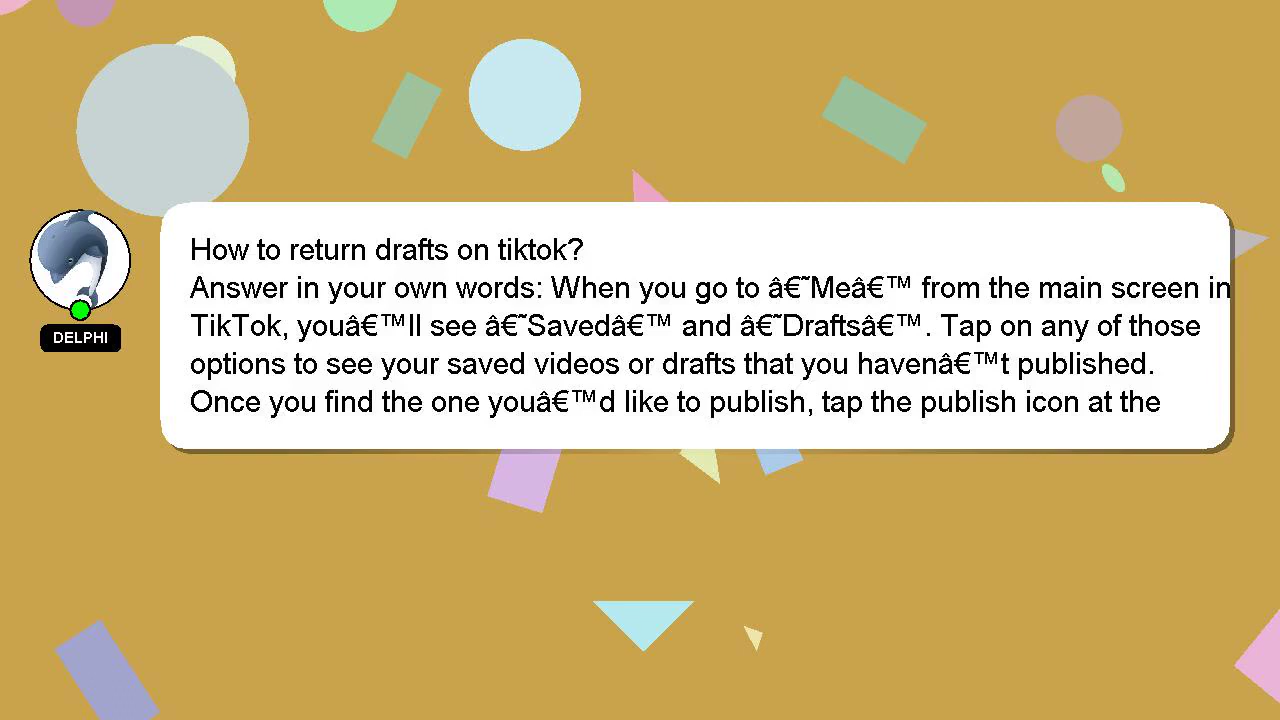 How to return drafts on tiktok?
Answer in your own words: When you go to â€˜Meâ€™ from the main screen in
TikTok, youâ€™ll see â€˜Savedâ€™ and â€˜Draftsâ€™. Tap on any of those
options to see your saved videos or drafts that you havenâ€™t published.
Once you find the one youâ€™d like to publish, tap the publish icon at the
DELPHI